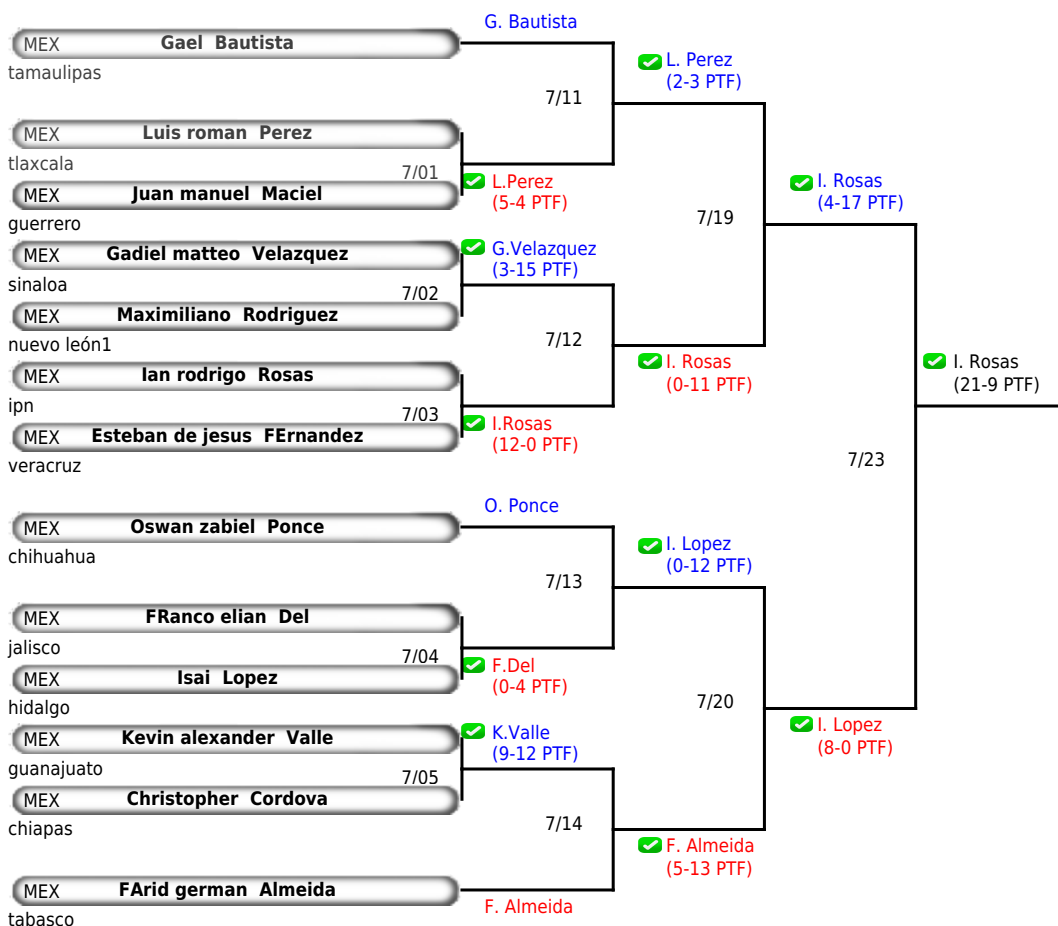 G. Bautista
MEX Gael Bautista
tamaulipas
L. Perez
(2-3 PTF)
7/11
MEX Luis roman Perez
tlaxcala
7/01
L.Perez
(5-4 PTF)
MEX Juan manuel Maciel
guerrero
I. Rosas
(4-17 PTF)
7/19
MEX Gadiel matteo Velazquez
sinaloa
G.Velazquez
(3-15 PTF)
7/02
MEX Maximiliano Rodriguez
nuevo león1
7/12
MEX Ian rodrigo Rosas
ipn
I. Rosas
(0-11 PTF)
I. Rosas
(21-9 PTF)
7/03
I.Rosas
(12-0 PTF)
MEX Esteban de jesus FErnandez
veracruz
7/23
O. Ponce
MEX Oswan zabiel Ponce
chihuahua
I. Lopez
(0-12 PTF)
7/13
MEX FRanco elian Del
jalisco
7/04
F.Del
(0-4 PTF)
MEX Isai Lopez
hidalgo
7/20
I. Lopez
(8-0 PTF)
MEX Kevin alexander Valle
guanajuato
K.Valle
(9-12 PTF)
7/05
MEX Christopher Cordova
chiapas
7/14
F. Almeida
(5-13 PTF)
MEX FArid german Almeida
tabasco
F. Almeida